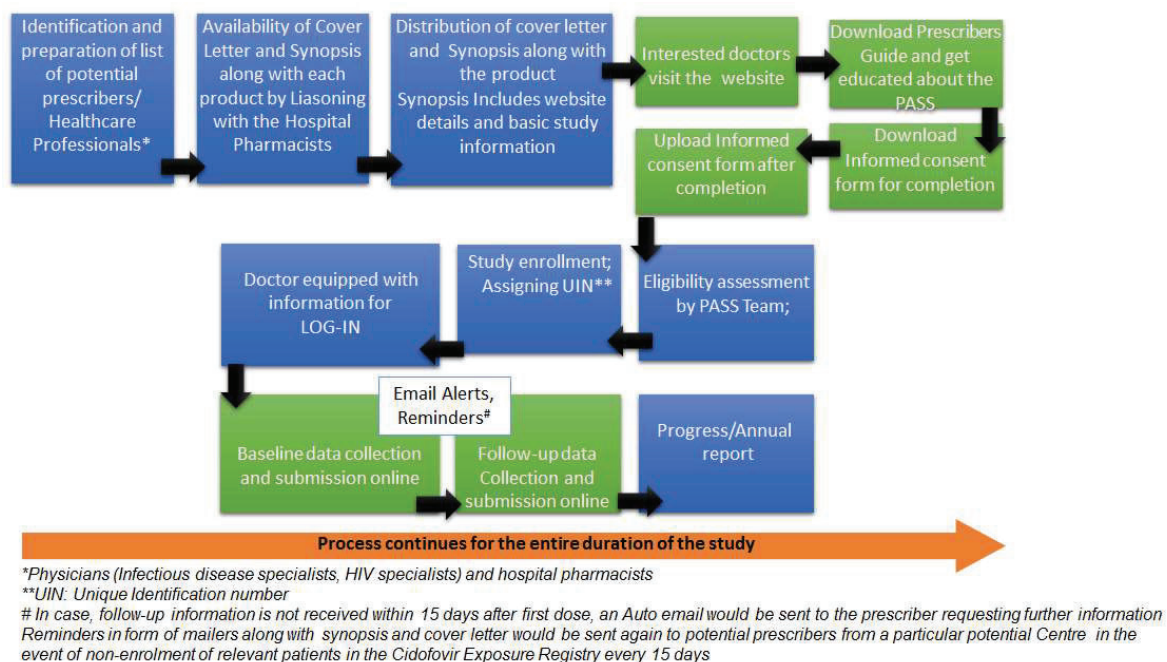 Identification and
preparation of list
of potential
prescribers/
Healthcare
Professionals*
Availability of Cover
Letter and Synopsis
along with each
product by Liasoning
with the Hospital
Pharmacists
Distribution of cover letter
and Synopsis along with
the product
Synopsis Includes website
details and basic study
information
Interested doctors
visit the website
Download Prescribers
Guide and get
educated about the
PASS
Download
Informed consent
form for completion
Upload Informed
consent form after
completion
Eligibility assessment
by PASS Team;
Study enrollment;
Assigning UIN**
Doctor equipped with
information for
LOG-IN
Email Alerts,
Reminders#
Baseline data collection
and submission online
Follow-up data
Collection and
submission online
Progress/Annual
report
Process continues for the entire duration of the study
*Physicians (Infectious disease specialists, HIV specialists) and hospital pharmacists
**UIN: Unique Identification number
# In case, follow-up information is not received within 15 days after first dose, an Auto email would be sent to the prescriber requesting further information
Reminders in form of mailers along with synopsis and cover letter would be sent again to potential prescribers from a particular potential Centre in the
event of non-enrolment of relevant patients in the Cidofovir Exposure Registry every 15 days